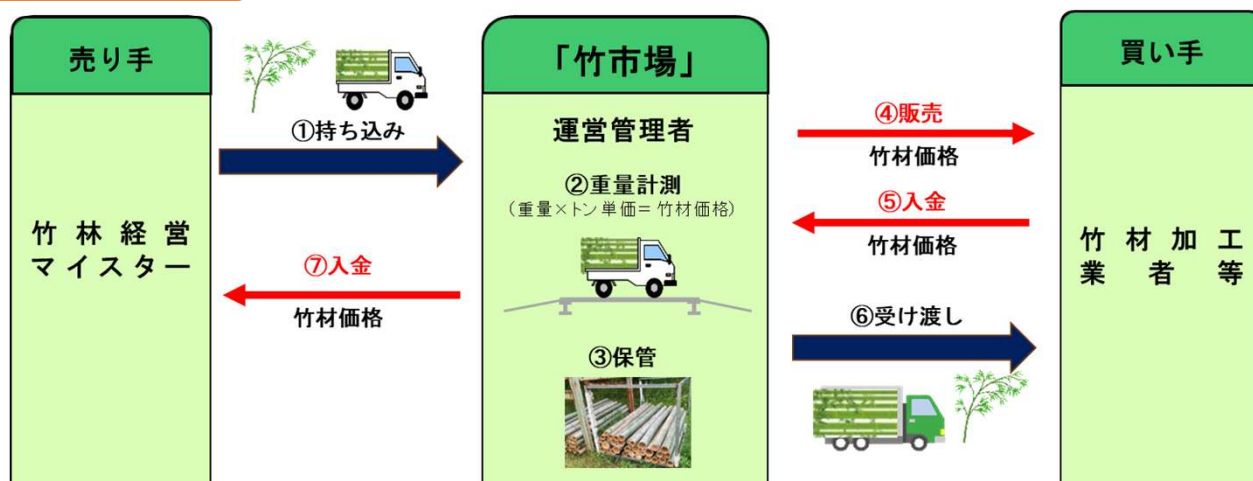 売り手
竹林経営
マイスター
①持ち込み
⑦入金
竹材価格
「竹市場」
運営管理者
②重量計測
(重量×トン単価=竹材価格)
③保管
④販売
竹材価格
⑤入金
竹材価格
⑥受け渡し
買い手
竹材加工
業者等